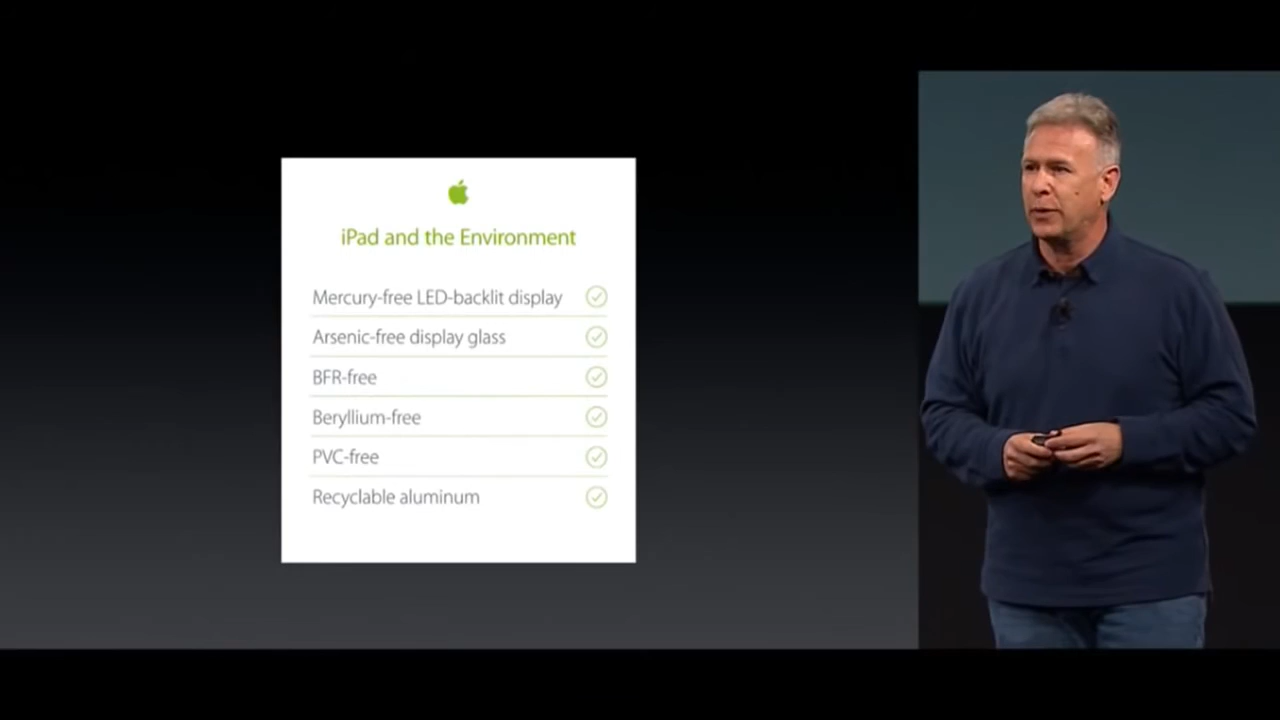 iPad and the Environment
Mercury-free LED-backlit display
Arsenic-free display glass
BFR-free
Beryllium-free
PVC-free
Recyclable aluminum